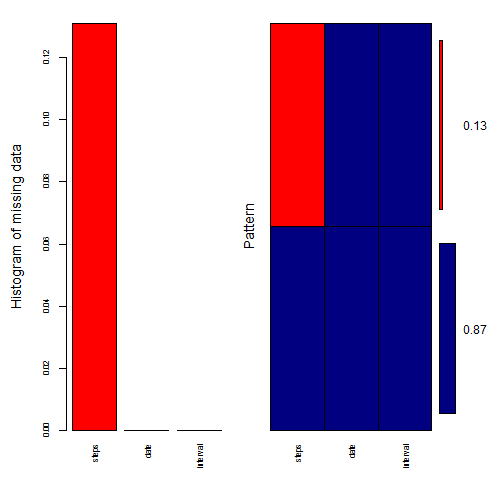 Histogram of missing data
0.12
0.10
0.08
0.06
0.04
0.02
0.00
steps
date
interval
Pattern
steps
date
interval
0.13
0.87